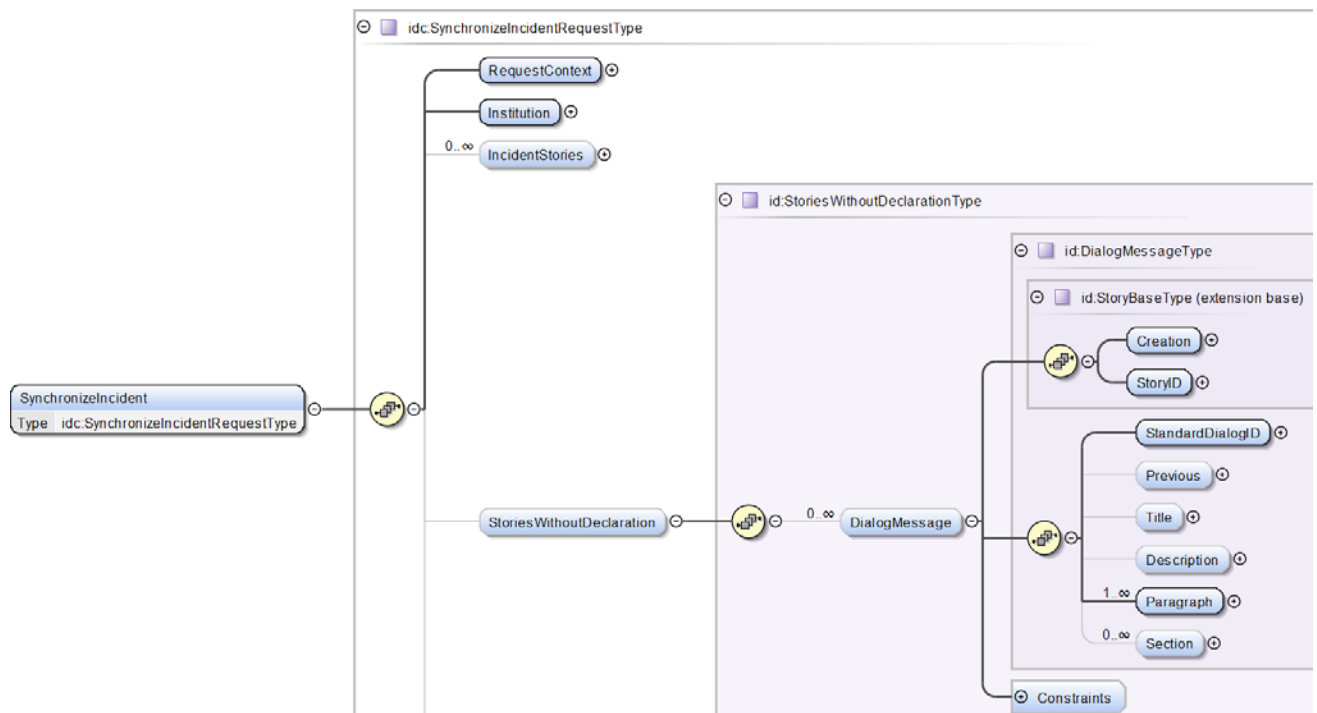 idc:SynchronizeIncidentRequestType
RequestContext
Institution
0..∞
IncidentStories
id:StoriesWithoutDeclarationType
id:DialogMessageType
id:StoryBaseType (extension base)
Creation
StoryID
SynchronizeIncident
Type idc:SynchronizeIncidentRequestType
StandardDialogID
Previous
StoriesWithoutDeclaration
0..∞
DialogMessage
Title
Description
1..∞
Paragraph
0..∞
Section
Constraints